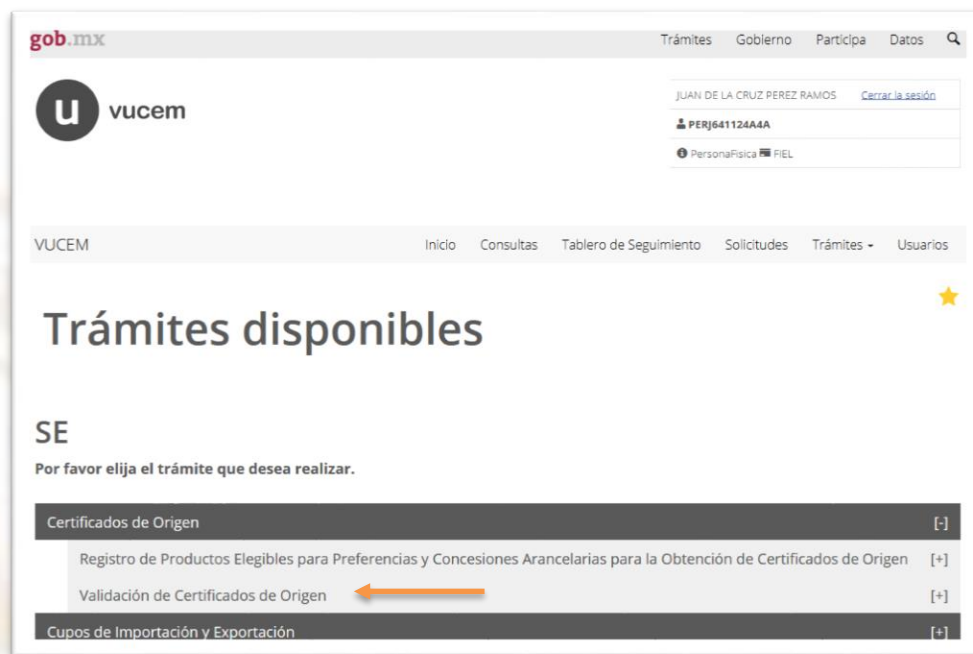 gob.mx Trámites Gobierno Participa Datos
u vucem
JUAN DE LA CRUZ PEREZ RAMOS Cerrar la sesión
PERJ641124A4A
PersonaFisica FIEL
VUCEM Inicio Consultas Tablero de Seguimiento Solicitudes Trámites Usuarios
Trámites disponibles
SE
Por favor elija el trámite que desea realizar.
Certificados de Origen [-]
Registro de Productos Elegibles para Preferencias y Concesiones Arancelarias para la Obtención de Certificados de Origen [+]
Validación de Certificados de Origen [+]
Cupos de Importación y Exportación [+]